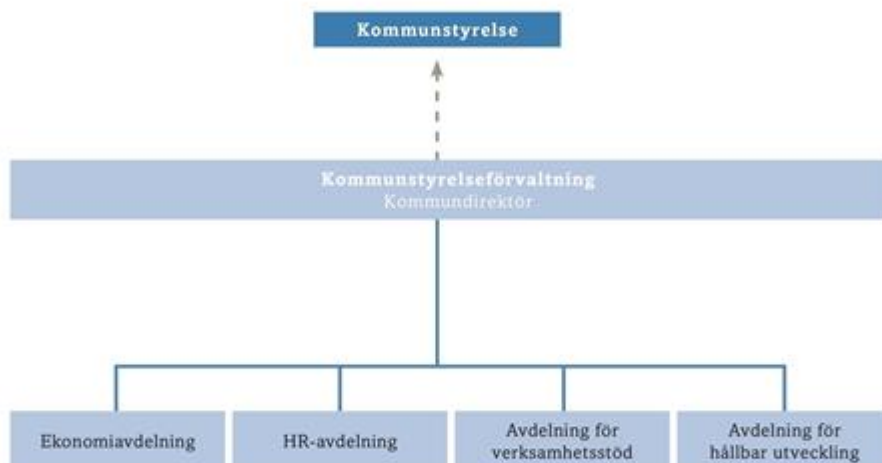 Kommunstyrelse
Kommunstyrelseförvaltning
Kommundirektör
Ekonomiavdelning
HR-avdelning
Avdelning för
verksamhetsstöd
Avdelning för
hållbar utveckling